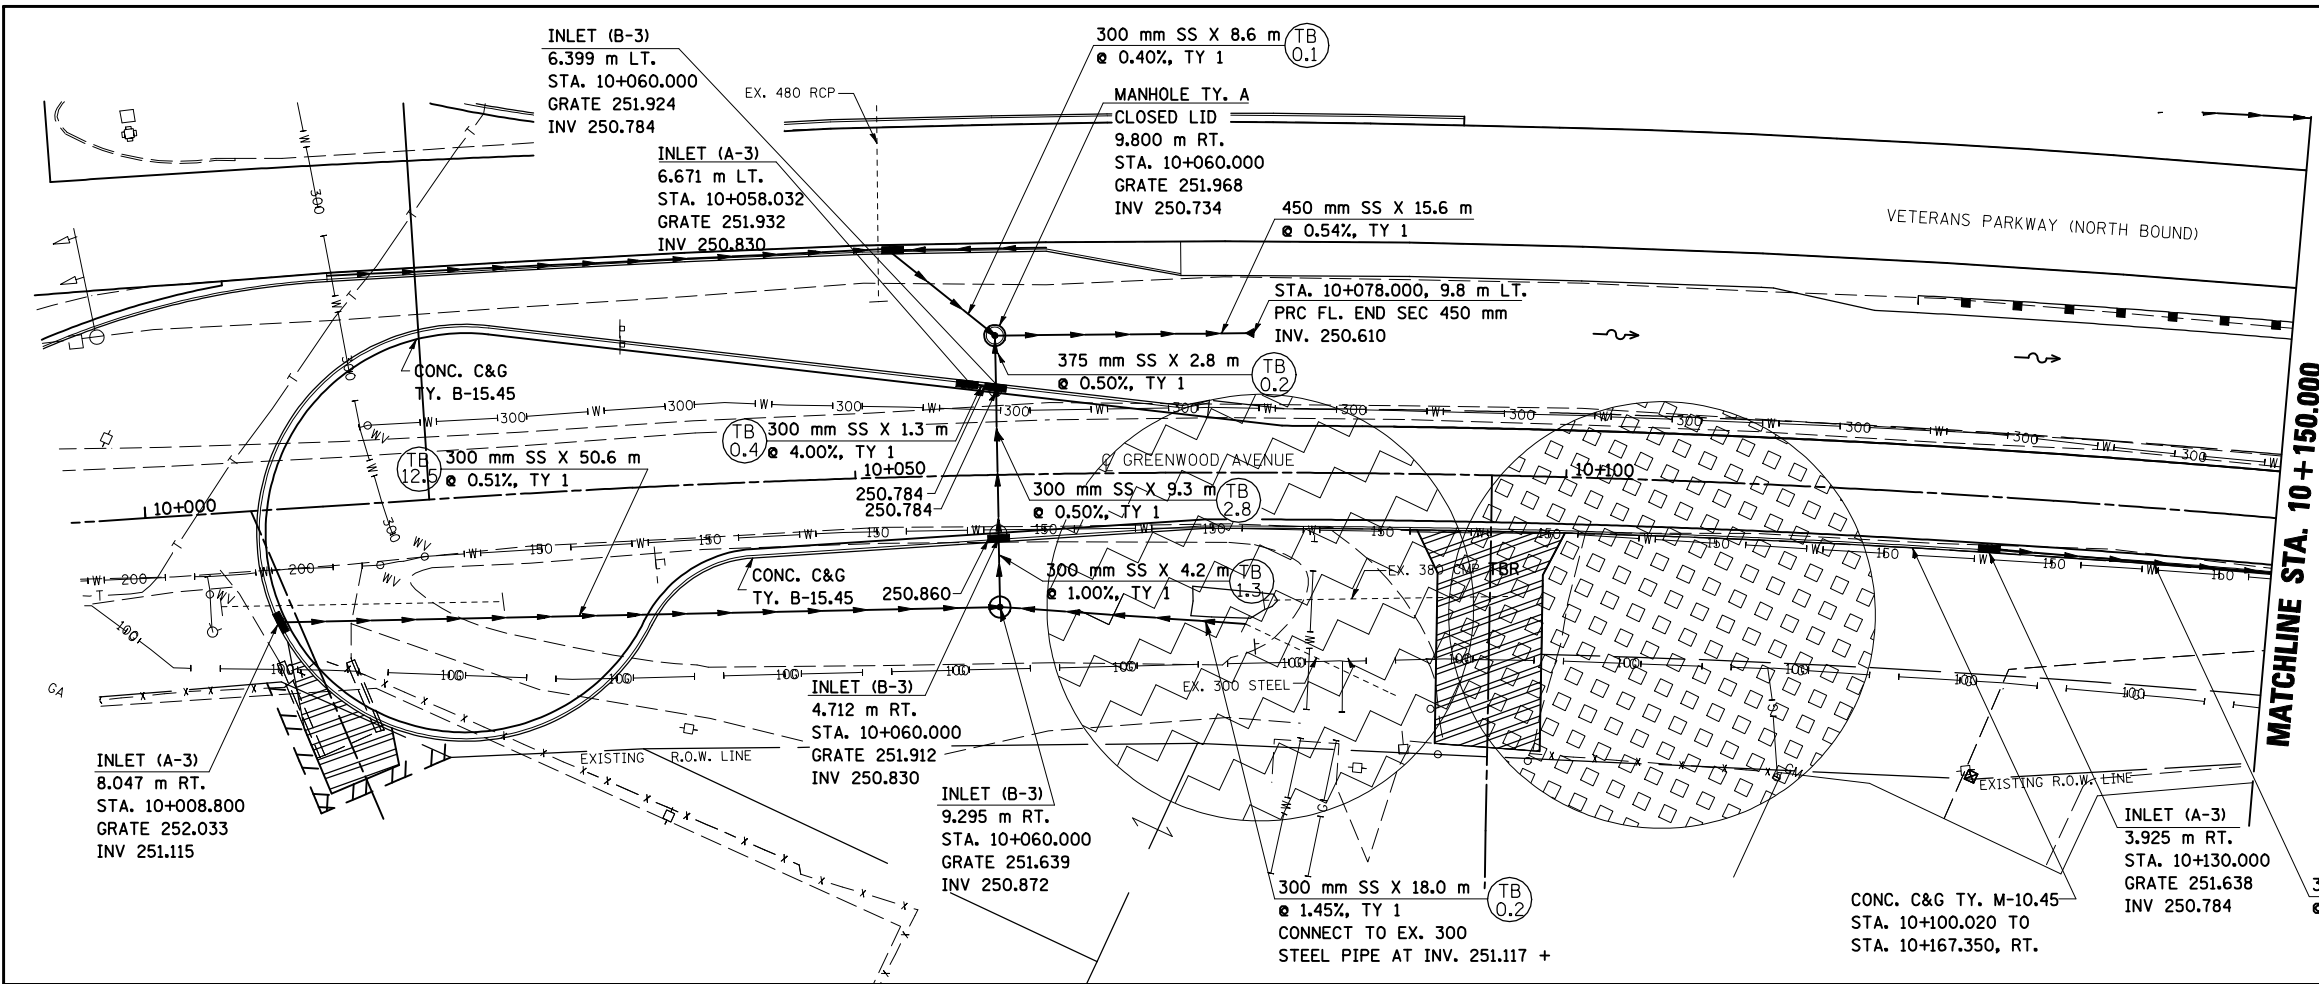 INLET (B-3)
6.399 m LT.
STA. 10+060.000
GRATE 251.924
INV 250.784
EX. 480 RCP
300 mm SS X 8.6 m
@ 0.40%, TY 1
TB
0.1
MANHOLE TY. A
CLOSED LID
9.800 m RT.
STA. 10+060.000
GRATE 251.968
INV 250.734
INLET (A-3)
6.671 m LT.
STA. 10+058.032
GRATE 251.932
INV 250.830
450 mm SS X 15.6 m
@ 0.54%, TY 1
VETERANS PARKWAY (NORTH BOUND)
STA. 10+078.000, 9.8 m LT.
PRC FL. END SEC 450 mm
INV. 250.610
375 mm SS X 2.8 m
@ 0.50%, TY 1
TB
0.2
CONC. C&G
TY. B-15.45
300 mm SS X 1.3 m
@ 4.00%, TY 1
TB
0.4
300 mm SS X 50.6 m
@ 0.51%, TY 1
TB
12.5
10+000
10+050
10+100
GREENWOOD AVENUE
250.784
250.784
300 mm SS X 9.3 m
@ 0.50%, TY 1
TB
2.8
CONC. C&G
TY. B-15.45
250.860
300 mm SS X 4.2 m
@ 1.00%, TY 1
TB
1.3
EX. 380 CMP TBR
EX. 300 STEEL
EXISTING R.O.W. LINE
INLET (B-3)
4.712 m RT.
STA. 10+060.000
GRATE 251.912
INV 250.830
INLET (A-3)
8.047 m RT.
STA. 10+008.800
GRATE 252.033
INV 251.115
INLET (B-3)
9.295 m RT.
STA. 10+060.000
GRATE 251.639
INV 250.872
300 mm SS X 18.0 m
@ 1.45%, TY 1
CONNECT TO EX. 300
STEEL PIPE AT INV. 251.117 +
TB
0.2
EXISTING R.O.W. LINE
CONC. C&G TY. M-10.45
STA. 10+100.020 TO
STA. 10+167.350, RT.
INLET (A-3)
3.925 m RT.
STA. 10+130.000
GRATE 251.638
INV 250.784
MATCHLINE STA. 10+150.000